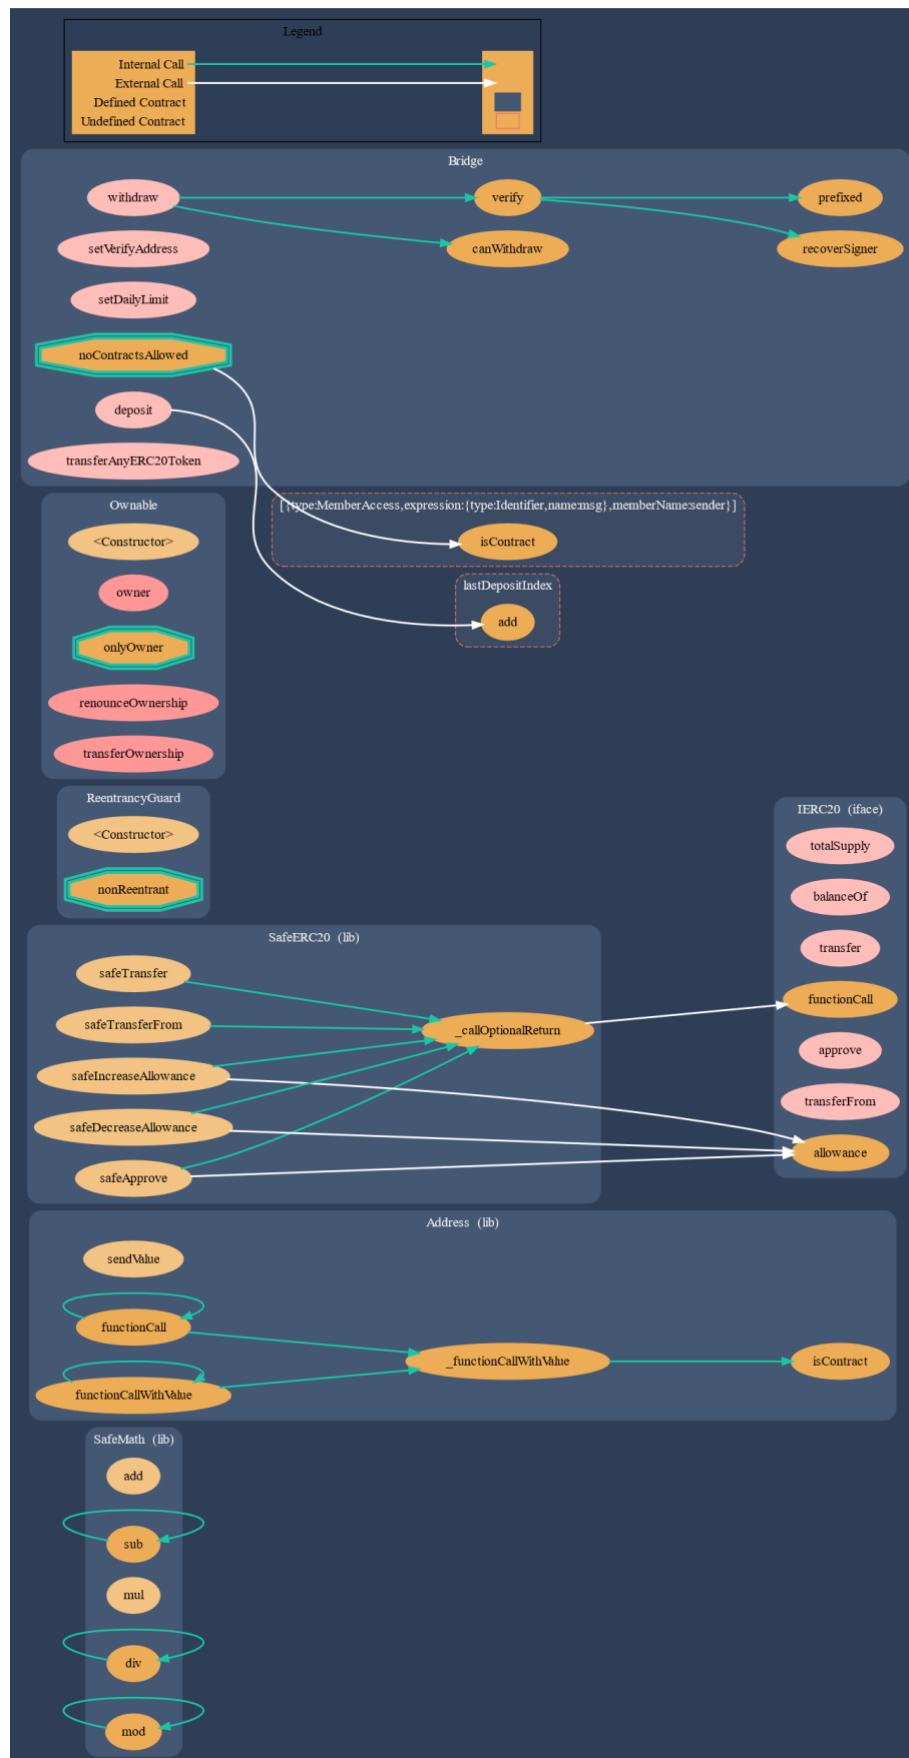 Legend
Internal Call
External Call
Defined Contract
Undefined Contract
Bridge
withdraw
verify
prefixed
setVerifyAddress
canWithdraw
recoverSigner
setDailyLimit
noContractsAllowed
deposit
transferAnyERC20Token
Ownable
[{type:MemberAccess,expression:{type:Identifier,name:msg},memberName:sender}]
<Constructor>
isContract
owner
lastDepositIndex
add
onlyOwner
renounceOwnership
transferOwnership
ReentrancyGuard
<Constructor>
nonReentrant
IERC20 (iface)
totalSupply
balanceOf
transfer
functionCall
approve
transferFrom
allowance
SafeERC20 (lib)
safeTransfer
safeTransferFrom
_callOptionalReturn
safeIncreaseAllowance
safeDecreaseAllowance
safeApprove
Address (lib)
sendValue
functionCall
_functionCallWithValue
isContract
functionCallWithValue
SafeMath (lib)
add
sub
mul
div
mod